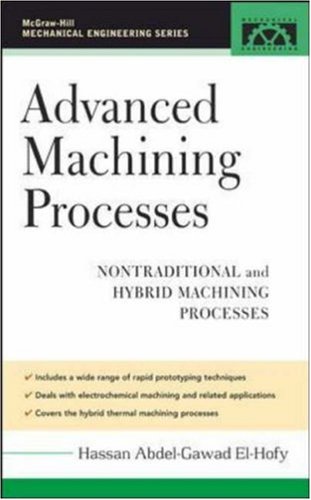 McGraw-Hill
MECHANICAL ENGINEERING SERIES
MECHANICAL
ENGINEERING
Advanced
Machining
Processes
NONTRADITIONAL and
HYBRID MACHINING
PROCESSES
✓ Includes a wide range of rapid prototyping techniques
✓ Deals with electrochemical machining and related applications
✓ Covers the hybrid thermal machining processes
Hassan Abdel-Gawad El-Hofy